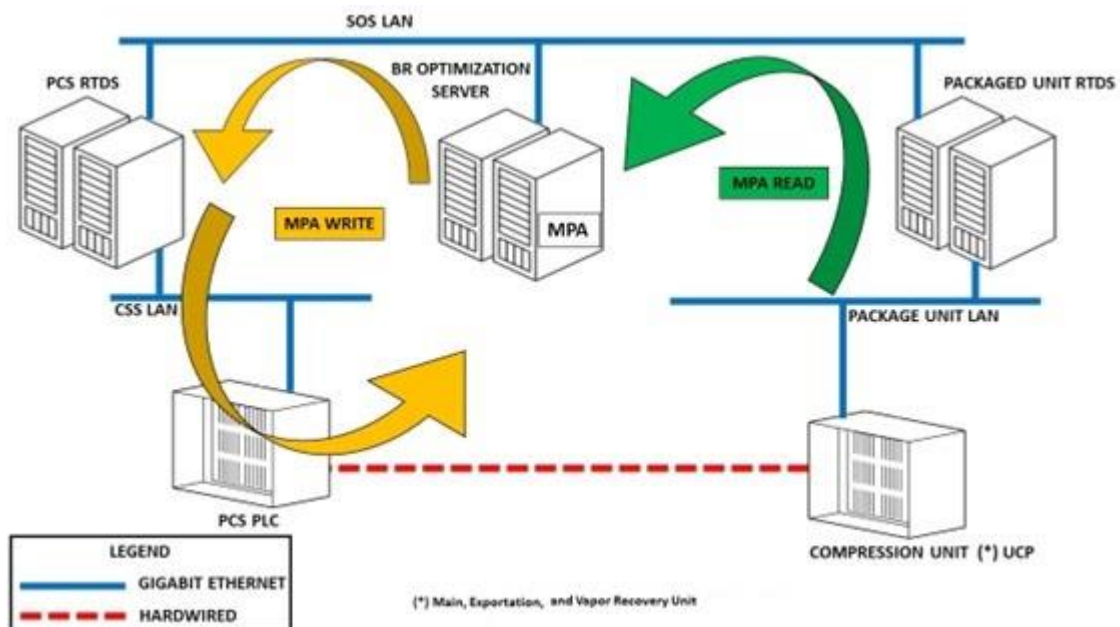 SOS LAN
PCS RTDS
BR OPTIMIZATION
SERVER
PACKAGED UNIT RTDS
MPA READ
MPA WRITE
MPA
CSS LAN
PACKAGE UNIT LAN
PCS PLC
COMPRESSION UNIT (*) UCP
LEGEND
GIGABIT ETHERNET
HARDWIRED
(*) Main, Exportation, and Vapor Recovery Unit